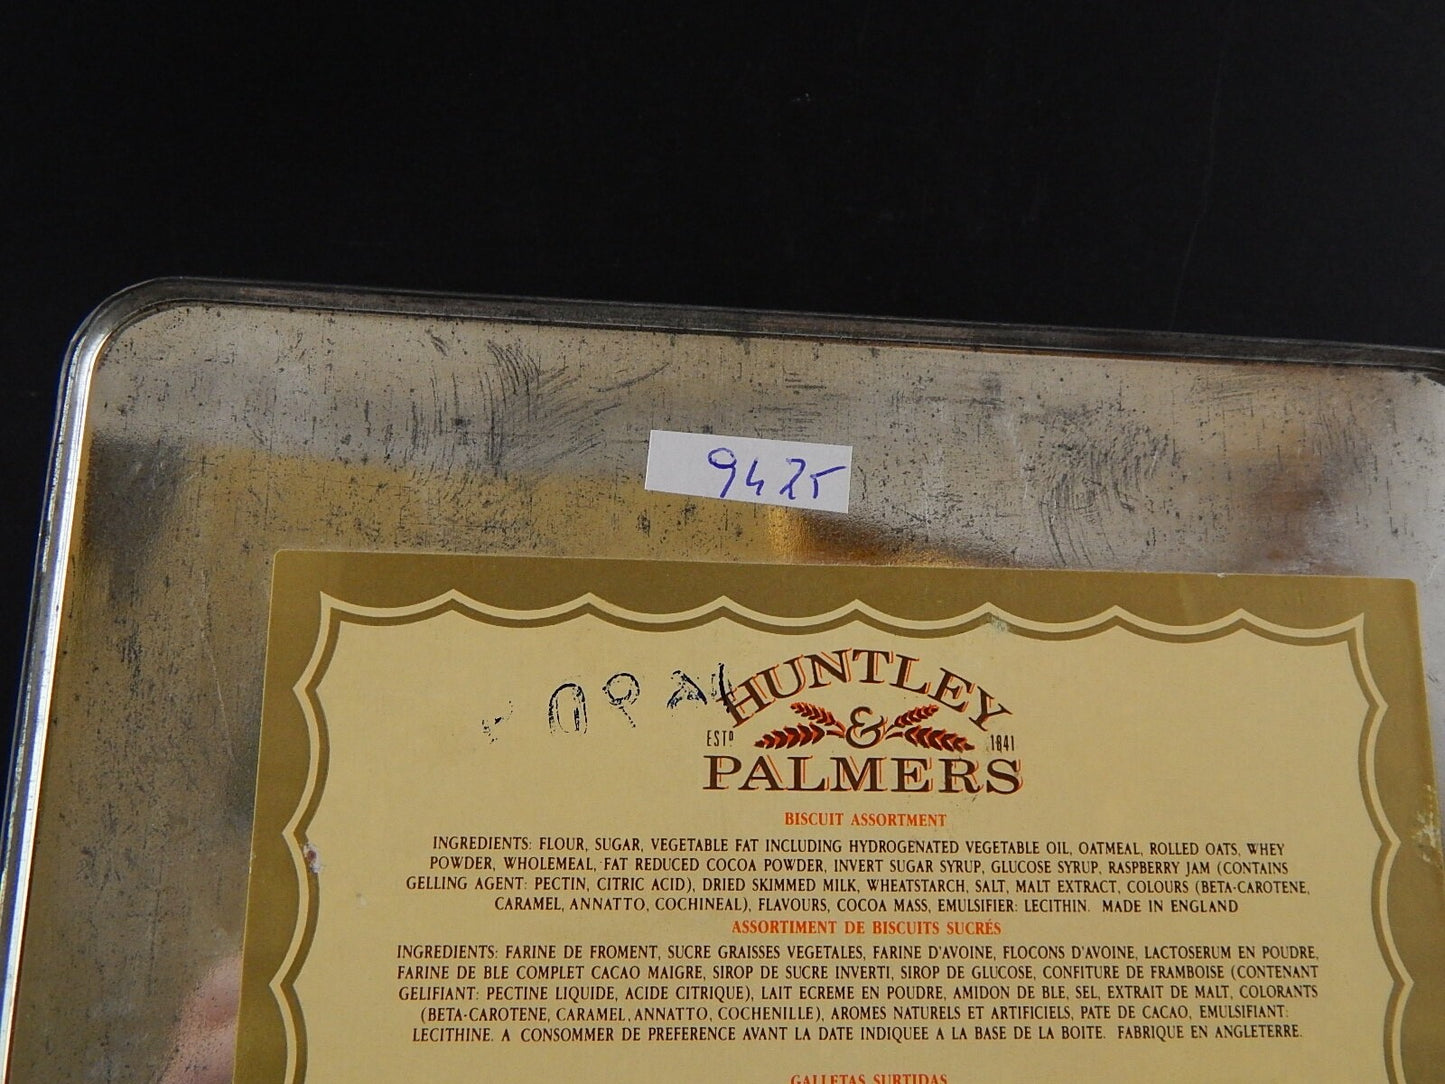 9425
HUNTLEY
&
ESTD 1841
PALMERS
BISCUIT ASSORTMENT
INGREDIENTS: FLOUR, SUGAR, VEGETABLE FAT INCLUDING HYDROGENATED VEGETABLE OIL, OATMEAL, ROLLED OATS, WHEY
POWDER, WHOLEMEAL, FAT REDUCED COCOA POWDER, INVERT SUGAR SYRUP, GLUCOSE SYRUP, RASPBERRY JAM (CONTAINS
GELLING AGENT: PECTIN, CITRIC ACID), DRIED SKIMMED MILK, WHEATSTARCH, SALT, MALT EXTRACT, COLOURS (BETA-CAROTENE,
CARAMEL, ANNATTO, COCHINEAL), FLAVOURS, COCOA MASS, EMULSIFIER: LECITHIN. MADE IN ENGLAND
ASSORTIMENT DE BISCUITS SUCRÉS
INGREDIENTS: FARINE DE FROMENT, SUCRE GRAISSES VEGETALES, FARINE D'AVOINE, FLOCONS D'AVOINE, LACTOSERUM EN POUDRE,
FARINE DE BLE COMPLET CACAO MAIGRE, SIROP DE SUCRE INVERTI, SIROP DE GLUCOSE, CONFITURE DE FRAMBOISE (CONTENANT
GELIFIANT: PECTINE LIQUIDE, ACIDE CITRIQUE), LAIT ECREME EN POUDRE, AMIDON DE BLE, SEL, EXTRAIT DE MALT, COLORANTS
(BETA-CAROTENE, CARAMEL, ANNATTO, COCHENILLE), AROMES NATURELS ET ARTIFICIELS, PATE DE CACAO, EMULSIFIANT:
LECITHINE. A CONSOMMER DE PREFERENCE AVANT LA DATE INDIQUEE A LA BASE DE LA BOITE. FABRIQUE EN ANGLETERRE.
GALLETAS SURTIDAS